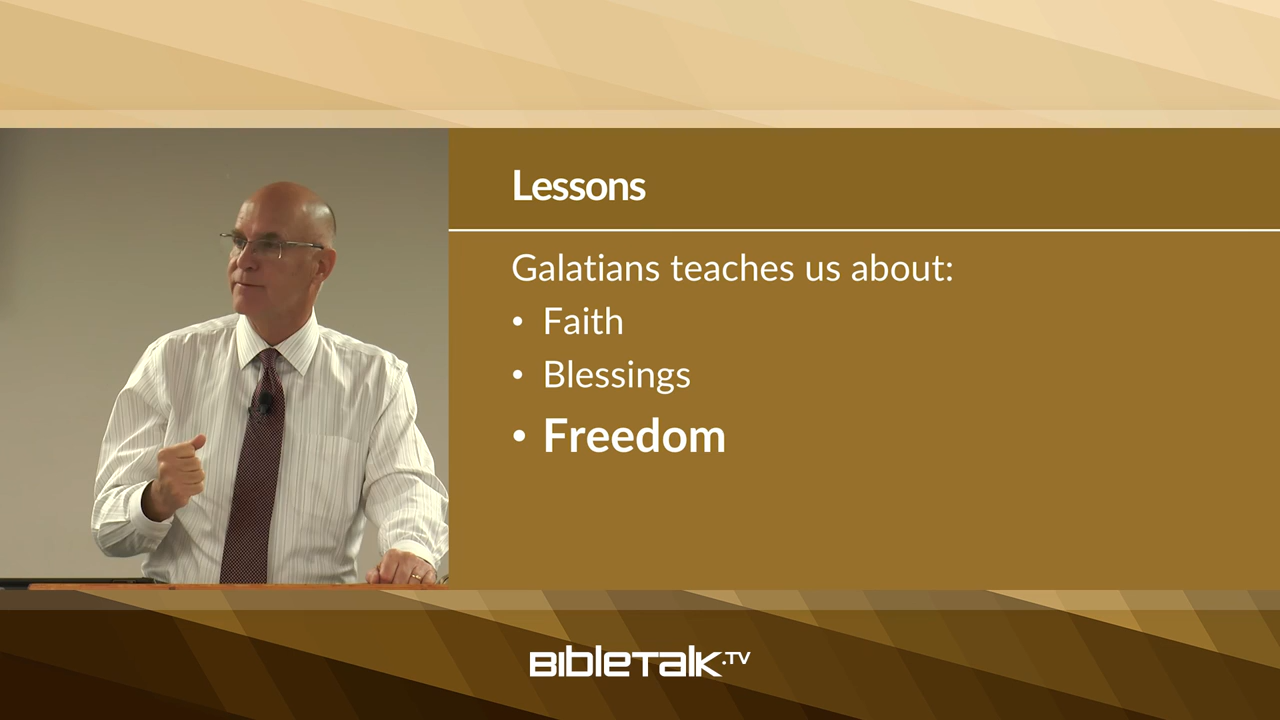 Lessons
Galatians teaches us about:
• Faith
• Blessings
• Freedom
BIBLETALK.TV